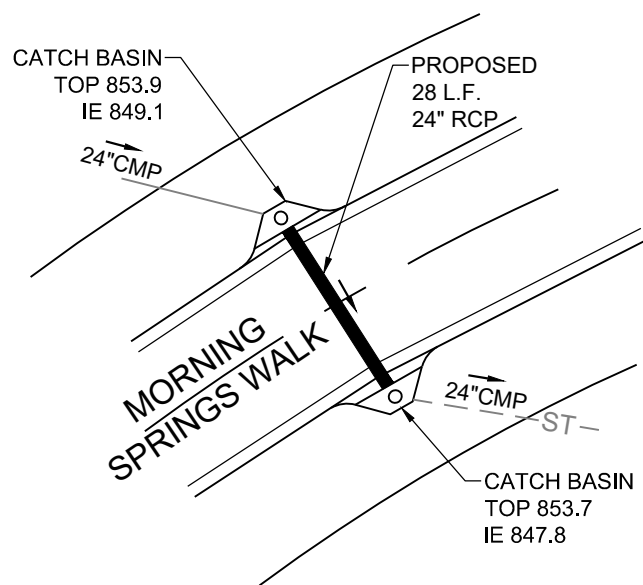 CATCH BASIN
TOP 853.9
IE 849.1
PROPOSED
28 L.F.
24" RCP
24"CMP
MORNING
SPRINGS WALK
24"CMP
ST
CATCH BASIN
TOP 853.7
IE 847.8